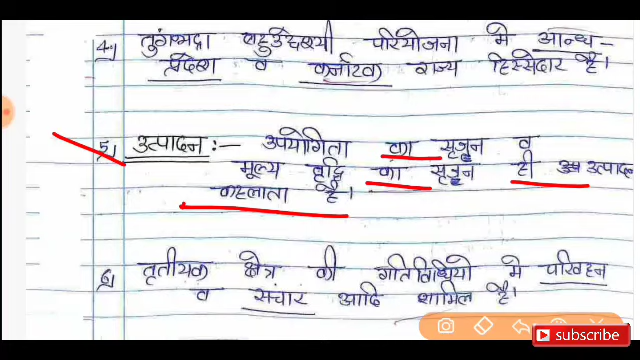 4) तुंगभद्रा बहुउद्देश्यी परियोजना मे आन्ध्र-
प्रदेश व कर्नाटक राज्य हिस्सेदार है।
5) उत्पादन :- उपयोगिता का सृजन व
मूल्य वृद्धि का सृजन ही उत्पादन
कहलाता है।
6) तृतीयक क्षेत्र की गतिविधियो मे परिवहन
व संचार आदि शामिल है।
subscribe